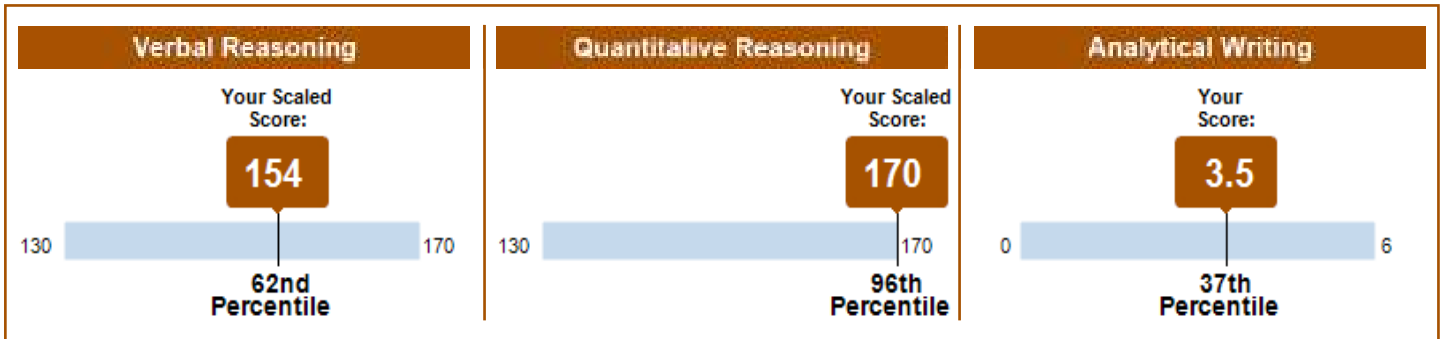 Verbal Reasoning
Your Scaled
Score:
154
130
170
62nd
Percentile
Quantitative Reasoning
Your Scaled
Score:
170
130
170
96th
Percentile
Analytical Writing
Your
Score:
3.5
0
6
37th
Percentile